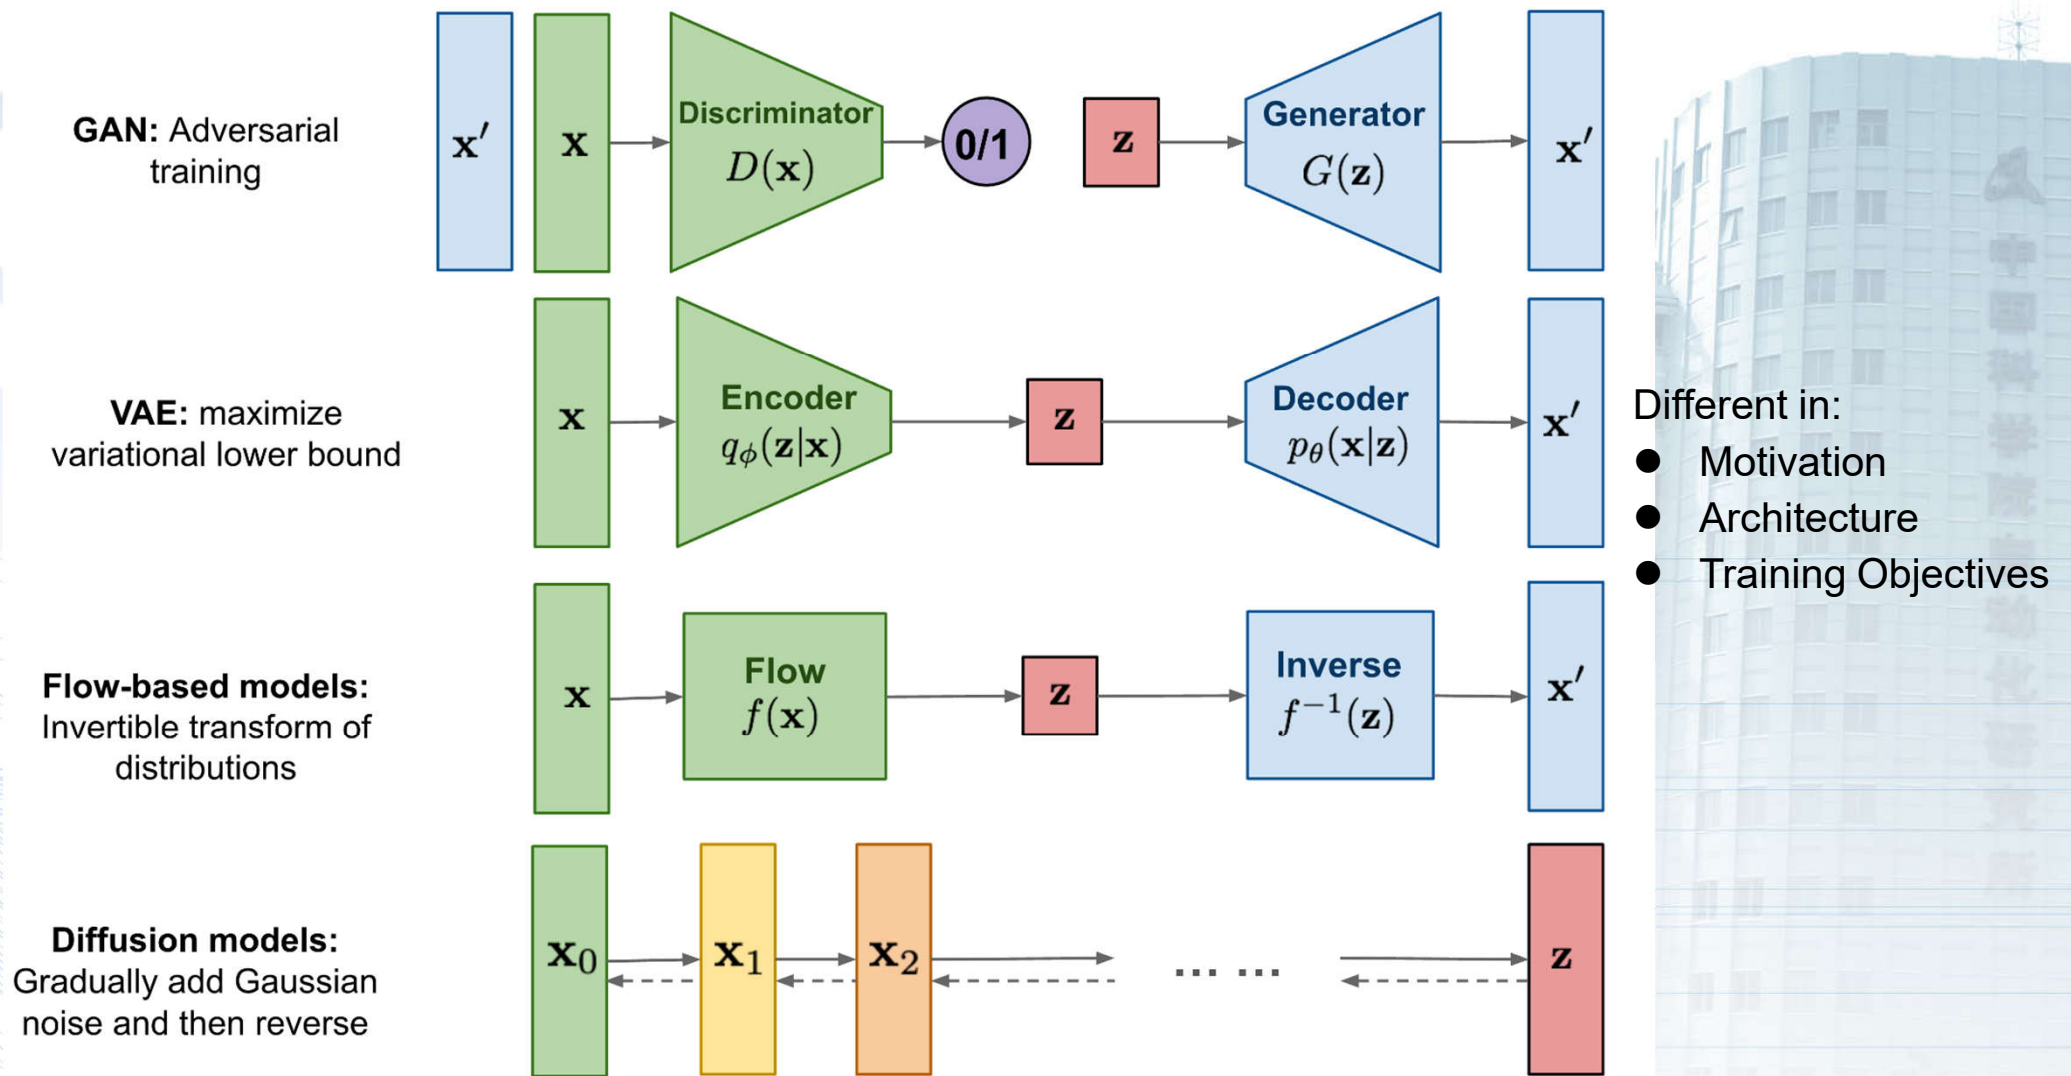 GAN: Adversarial
training
x′
x
Discriminator
D(x)
0/1
z
Generator
G(z)
x′
VAE: maximize
variational lower bound
x
Encoder
qϕ(z|x)
z
Decoder
pθ(x|z)
x′
Different in:
● Motivation
● Architecture
● Training Objectives
Flow-based models:
Invertible transform of
distributions
x
Flow
f(x)
z
Inverse
f⁻¹(z)
x′
Diffusion models:
Gradually add Gaussian
noise and then reverse
x₀
x₁
x₂
... ...
z